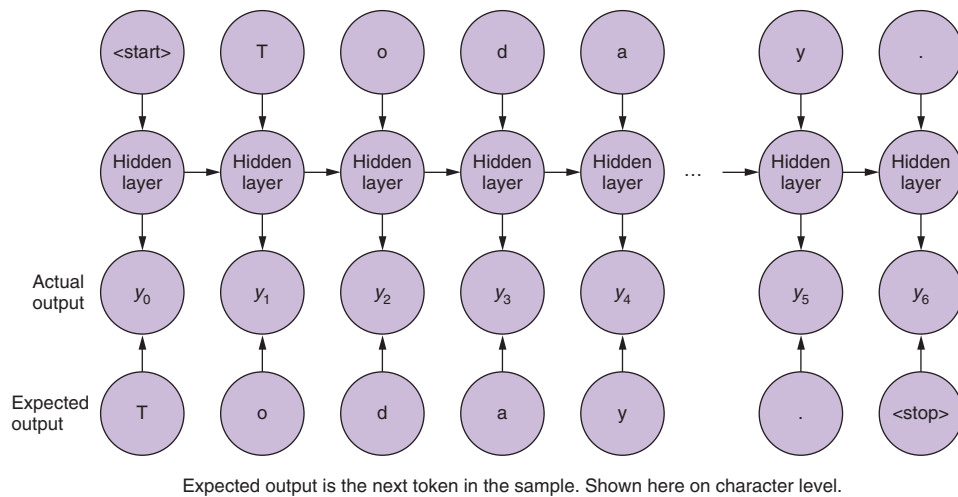 <start> T o d a y .
Hidden layer Hidden layer Hidden layer Hidden layer Hidden layer ... Hidden layer Hidden layer
Actual output y0 y1 y2 y3 y4 y5 y6
Expected output T o d a y . <stop>
Expected output is the next token in the sample. Shown here on character level.